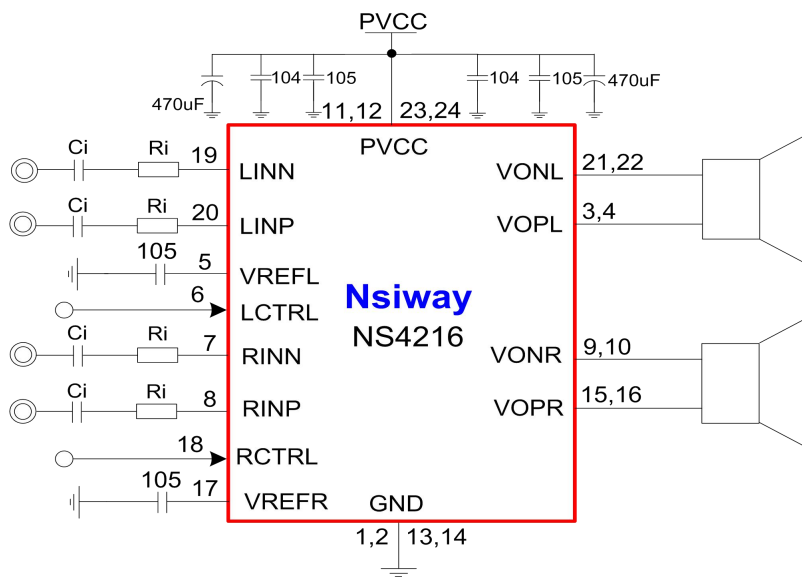 PVCC
470uF
104
105
104
105
470uF
11,12
23,24
PVCC
Ci
Ri
19
LINN
VONL
21,22
Ci
Ri
20
LINP
VOPL
3,4
105
5
VREFL
6
LCTRL
Nsiway
NS4216
Ci
Ri
7
RINN
VONR
9,10
Ci
Ri
8
RINP
VOPR
15,16
18
RCTRL
105
17
VREFR
GND
1,2
13,14